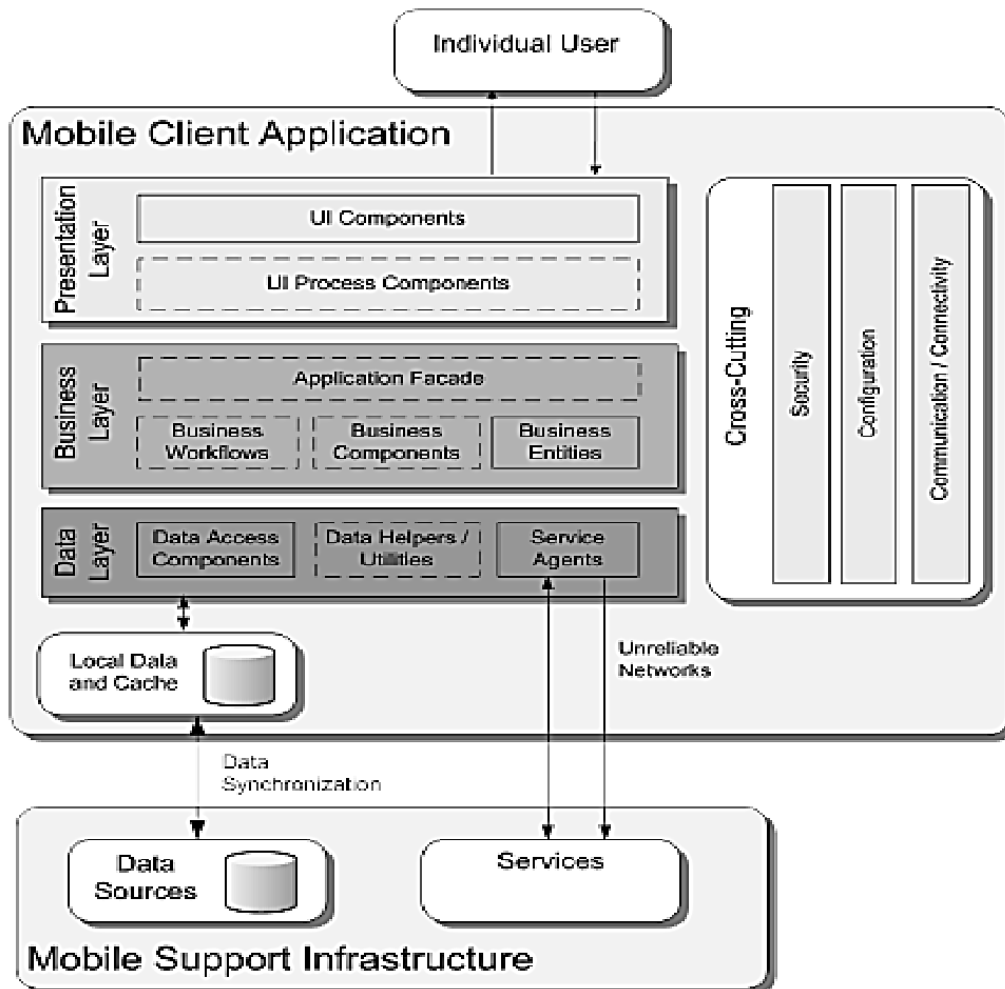 Individual User
Mobile Client Application
Presentation
Layer
UI Components
UI Process Components
Business
Layer
Application Facade
Business
Workflows
Business
Components
Business
Entities
Data
Layer
Data Access
Components
Data Helpers /
Utilities
Service
Agents
Cross-Cutting
Security
Configuration
Communication / Connectivity
Local Data
and Cache
Unreliable
Networks
Data
Synchronization
Data
Sources
Services
Mobile Support Infrastructure